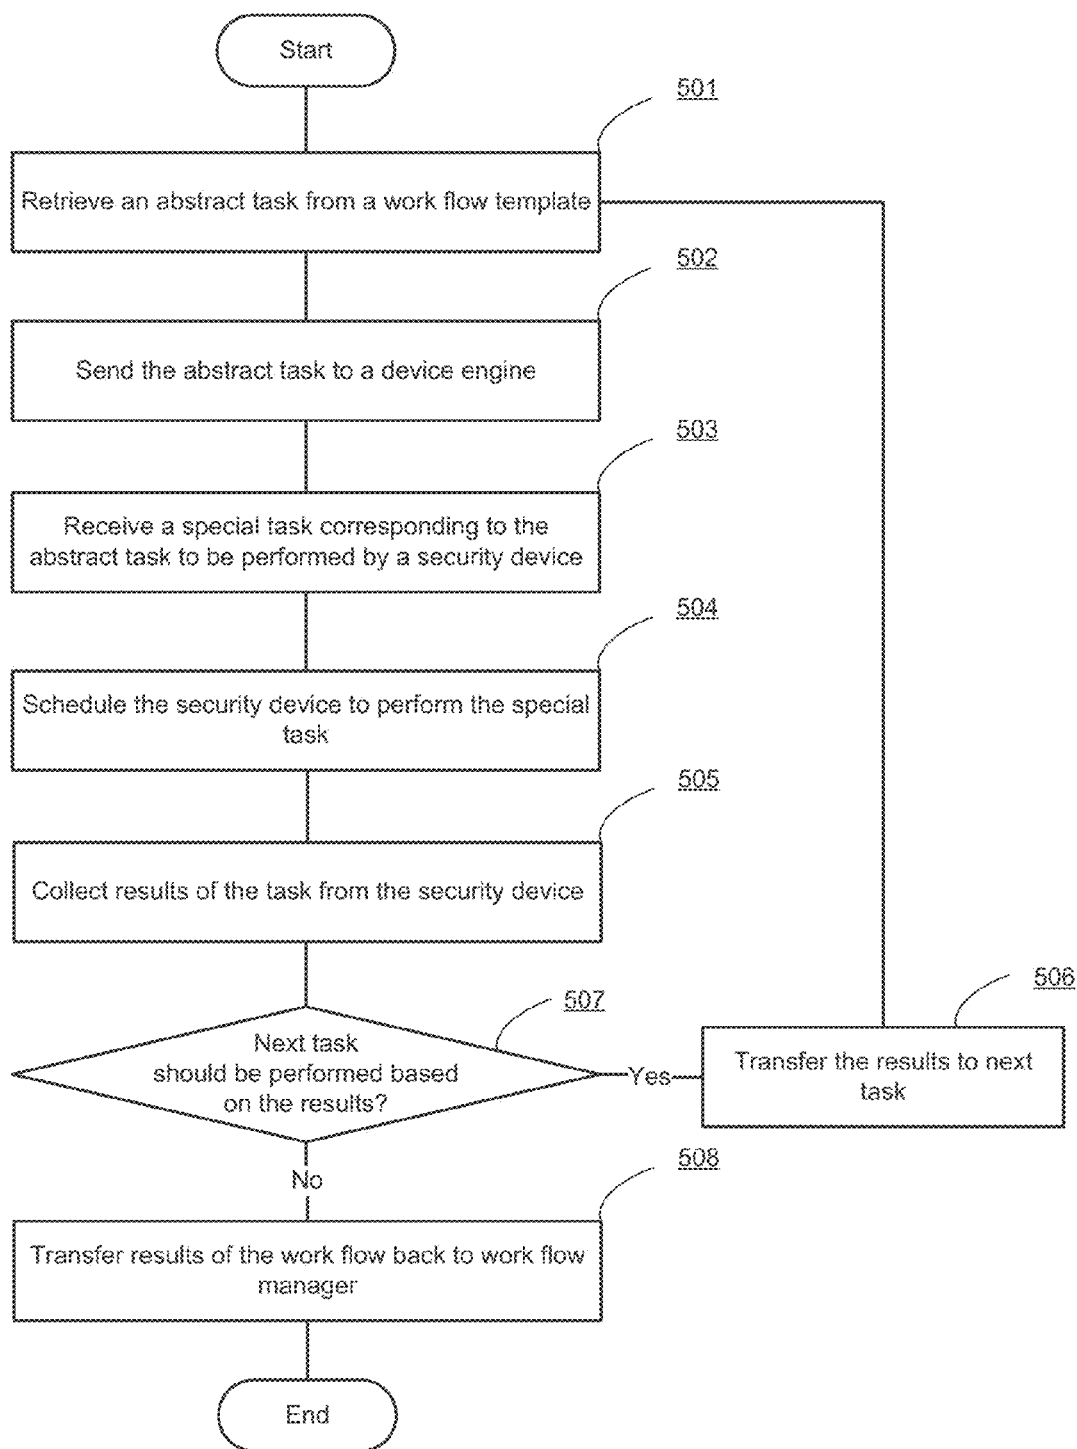 Start
501
Retrieve an abstract task from a work flow template
502
Send the abstract task to a device engine
503
Receive a special task corresponding to the
abstract task to be performed by a security device
504
Schedule the security device to perform the special
task
505
Collect results of the task from the security device
507
Next task
should be performed based
on the results?
Yes
506
Transfer the results to next
task
No
508
Transfer results of the work flow back to work flow
manager
End